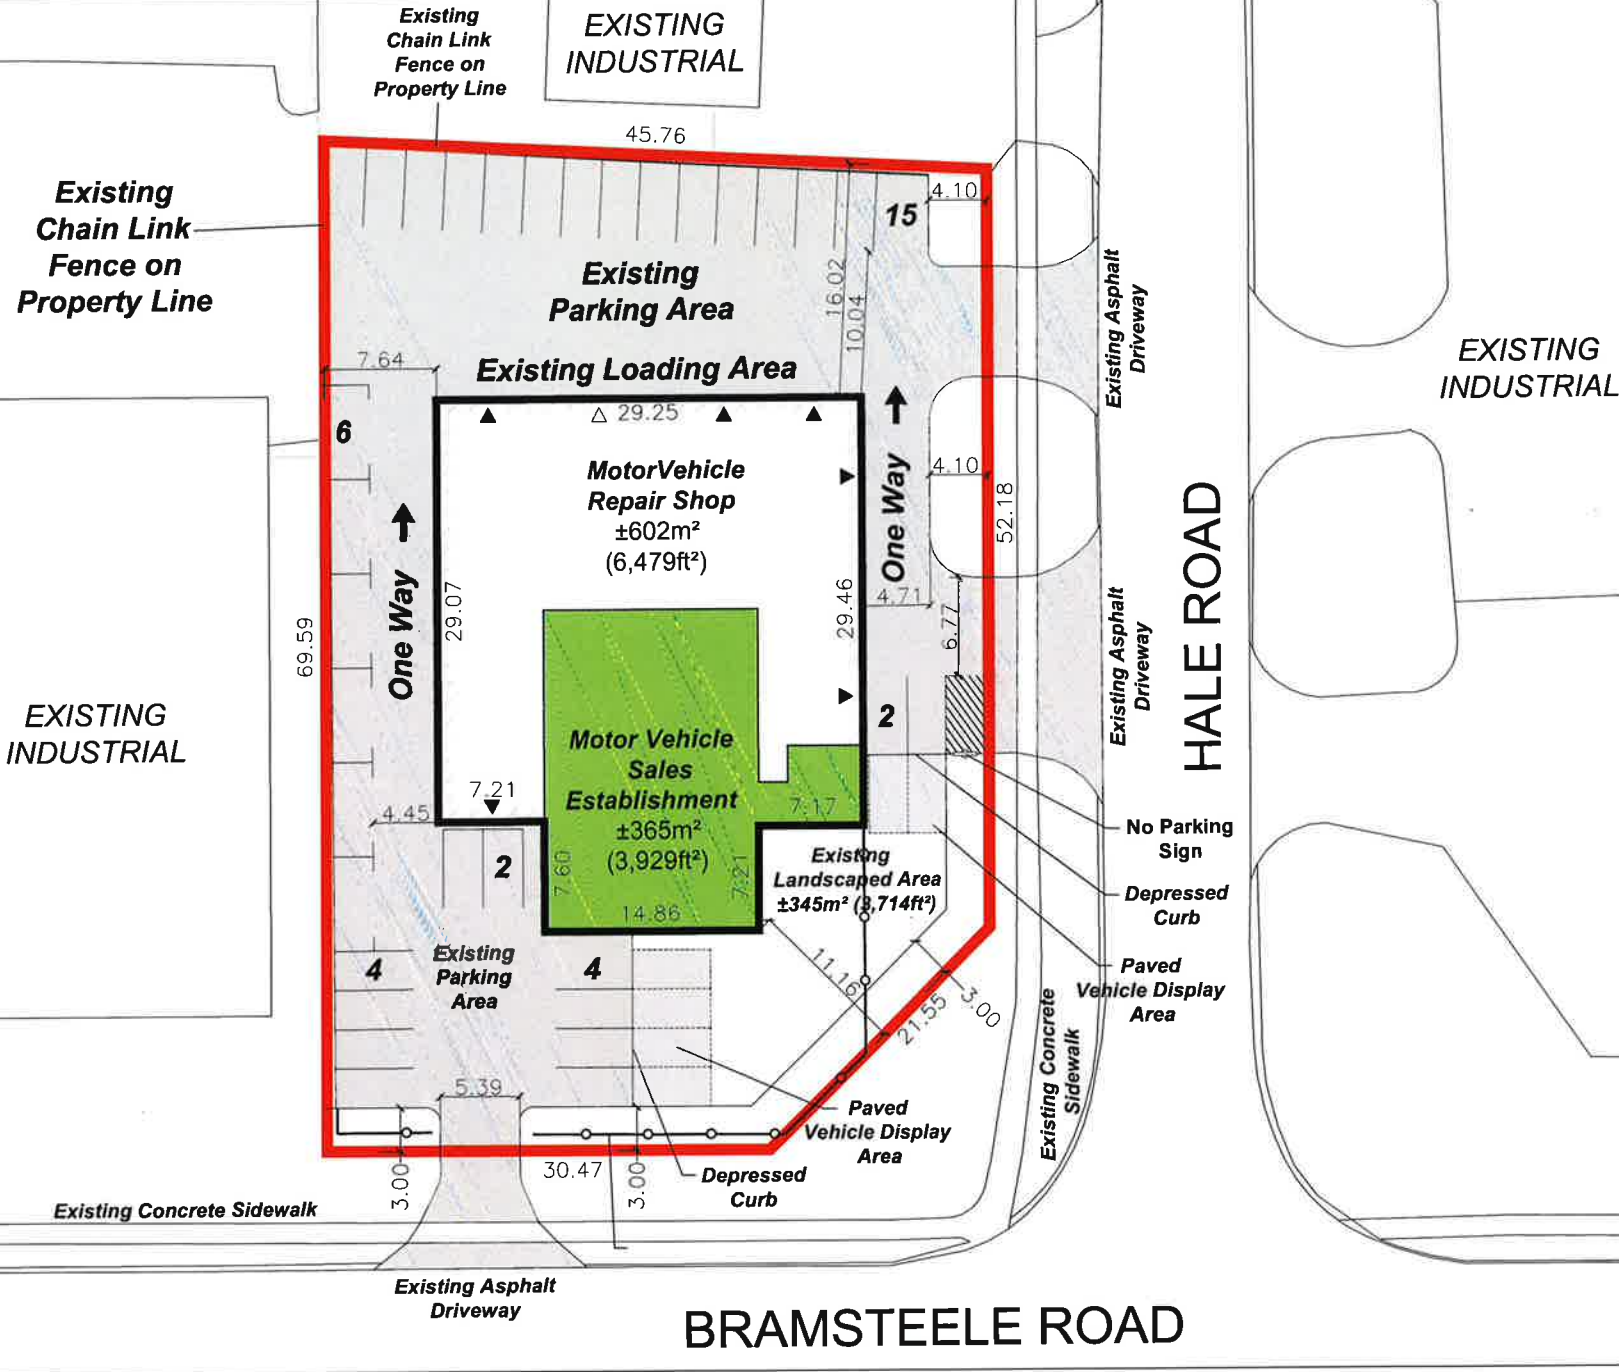 Existing
Chain Link
Fence on
Property Line
EXISTING
INDUSTRIAL
45.76
Existing
Chain Link
Fence on
Property Line
4.10
15
Existing
Parking Area
16.02
10.04
Existing Asphalt
Driveway
EXISTING
INDUSTRIAL
7.64
Existing Loading Area
29.25
6
MotorVehicle
Repair Shop
±602m²
(6,479ft²)
One Way
4.10
52.18
HALE ROAD
One Way
29.07
29.46
4.71
6.77
69.59
Existing Asphalt
Driveway
EXISTING
INDUSTRIAL
2
Motor Vehicle
Sales
Establishment
±365m²
(3,929ft²)
7.21
7.17
4.45
2
7.60
7.21
14.86
Existing
Landscaped Area
±345m² (3,714ft²)
No Parking
Sign
Depressed
Curb
Paved
Vehicle Display
Area
4
Existing
Parking
Area
4
11.16
21.55
3.00
Existing Concrete
Sidewalk
5.39
Paved
Vehicle Display
Area
3.00
30.47
3.00
Depressed
Curb
Existing Concrete Sidewalk
Existing Asphalt
Driveway
BRAMSTEELE ROAD